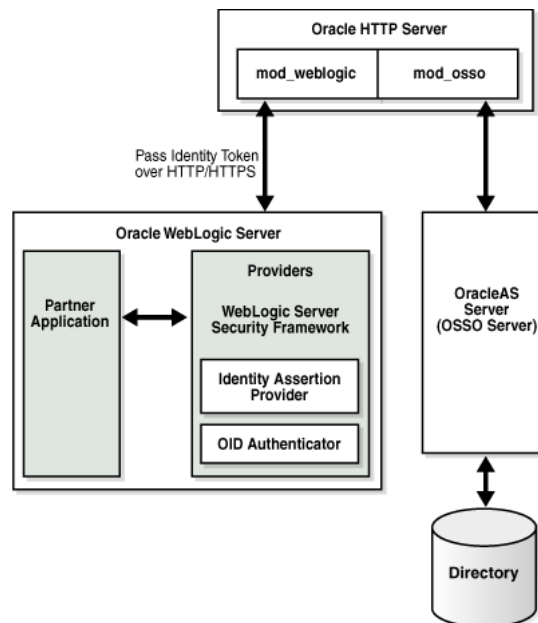 Oracle HTTP Server
mod_weblogic
mod_osso
Pass Identity Token
over HTTP/HTTPS
Oracle WebLogic Server
Partner
Application
Providers
WebLogic Server
Security Framework
Identity Assertion
Provider
OID Authenticator
OracleAS
Server
(OSSO Server)
Directory